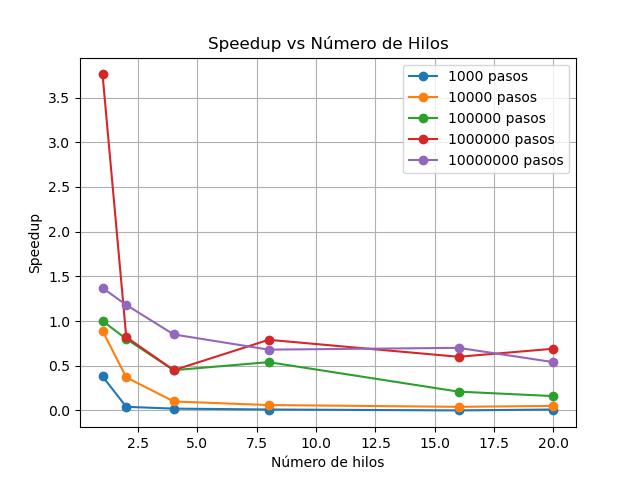 Speedup vs Número de Hilos
1000 pasos
10000 pasos
100000 pasos
1000000 pasos
10000000 pasos
3.5
3.0
2.5
2.0
1.5
1.0
0.5
0.0
Speedup
2.5 5.0 7.5 10.0 12.5 15.0 17.5 20.0
Número de hilos